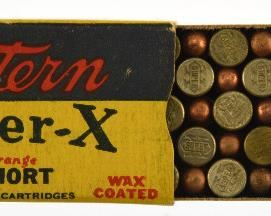 tern
er-X
range
HORT
WAX
COATED
CARTRIDGES